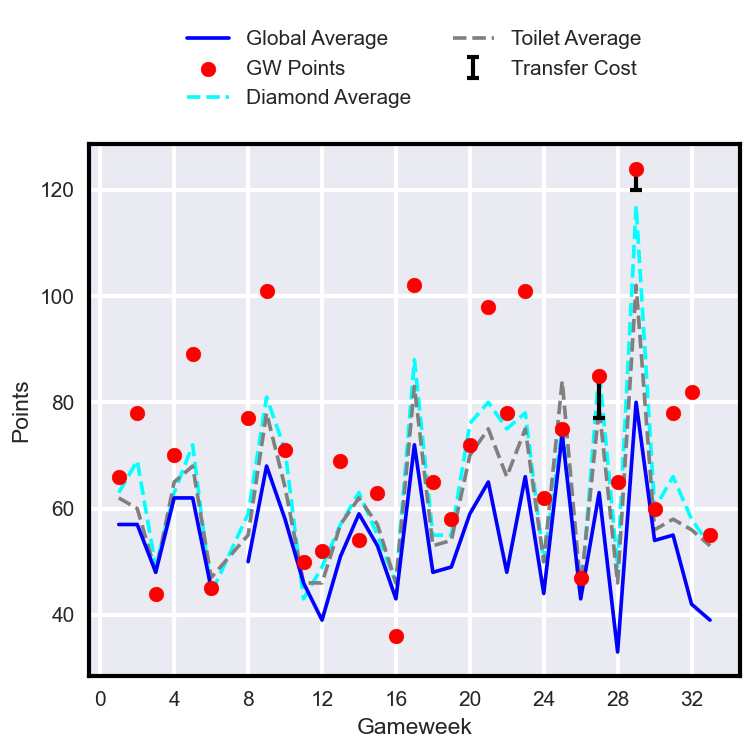 Global Average
GW Points
Diamond Average
Toilet Average
Transfer Cost
Points
120
100
80
60
40
0 4 8 12 16 20 24 28 32
Gameweek